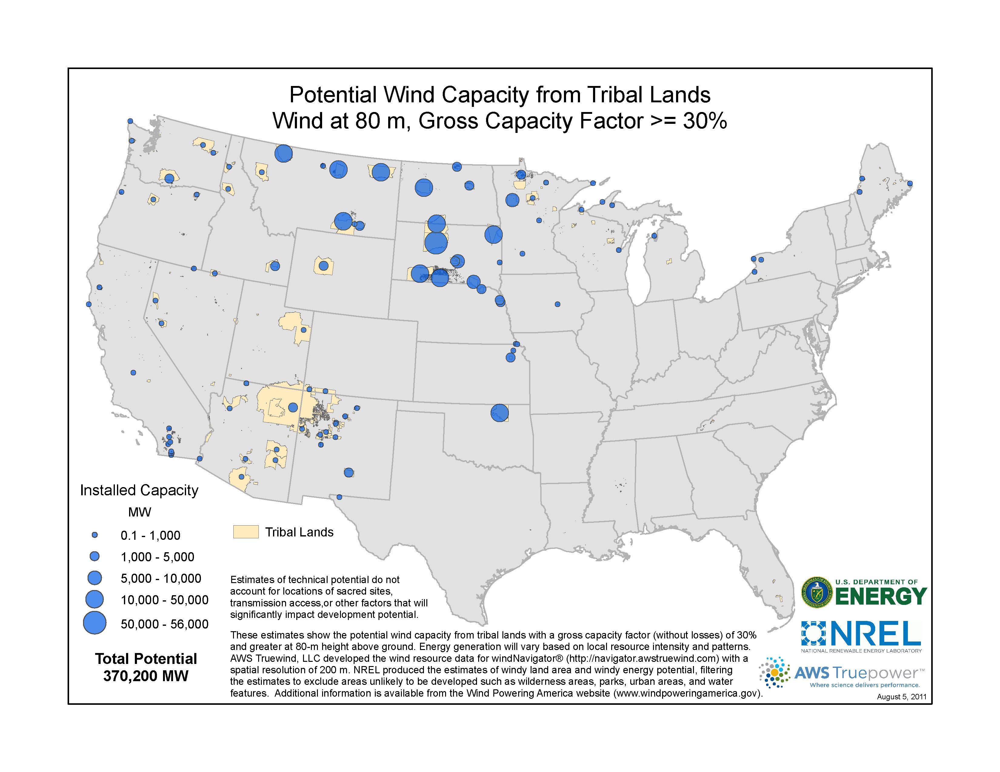 Potential Wind Capacity from Tribal Lands
Wind at 80 m, Gross Capacity Factor >= 30%
Installed Capacity
MW
0.1 - 1,000
1,000 - 5,000
5,000 - 10,000
10,000 - 50,000
50,000 - 56,000
Total Potential
370,200 MW
Tribal Lands
Estimates of technical potential do not
account for locations of sacred sites,
transmission access,or other factors that will
significantly impact development potential.
These estimates show the potential wind capacity from tribal lands with a gross capacity factor (without losses) of 30%
and greater at 80-m height above ground. Energy generation will vary based on local resource intensity and patterns.
AWS Truewind, LLC developed the wind resource data for windNavigator® (http://navigator.awstruewind.com) with a
spatial resolution of 200 m. NREL produced the estimates of windy land area and windy energy potential, filtering
the estimates to exclude areas unlikely to be developed such as wilderness areas, parks, urban areas, and water
features. Additional information is available from the Wind Powering America website (www.windpoweringamerica.gov).
U.S. DEPARTMENT OF
ENERGY
NREL
NATIONAL RENEWABLE ENERGY LABORATORY
AWS Truepower™
Where science delivers performance.
August 5, 2011